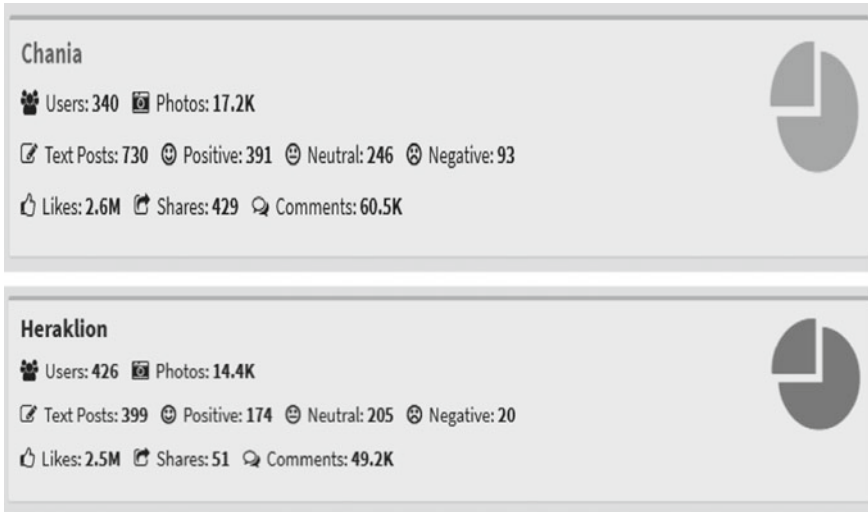 Chania
Users: 340 Photos: 17.2K
Text Posts: 730 Positive: 391 Neutral: 246 Negative: 93
Likes: 2.6M Shares: 429 Comments: 60.5K
Heraklion
Users: 426 Photos: 14.4K
Text Posts: 399 Positive: 174 Neutral: 205 Negative: 20
Likes: 2.5M Shares: 51 Comments: 49.2K